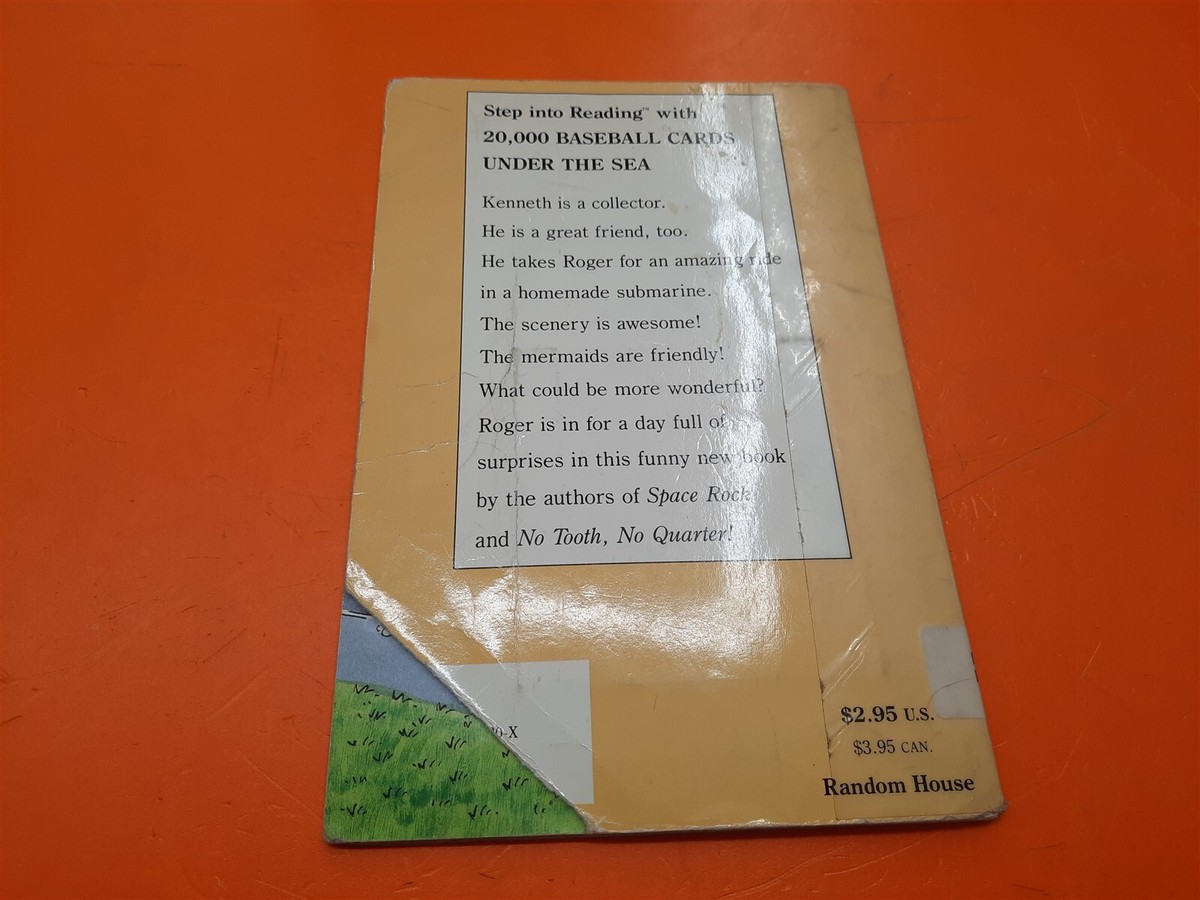 Step into Reading™ with
20,000 BASEBALL CARDS
UNDER THE SEA
Kenneth is a collector.
He is a great friend, too.
He takes Roger for an amazing ride
in a homemade submarine.
The scenery is awesome!
The mermaids are friendly!
What could be more wonderful?
Roger is in for a day full of
surprises in this funny new book
by the authors of Space Rock
and No Tooth, No Quarter!
0-X
$2.95 U.S.
$3.95 CAN.
Random House